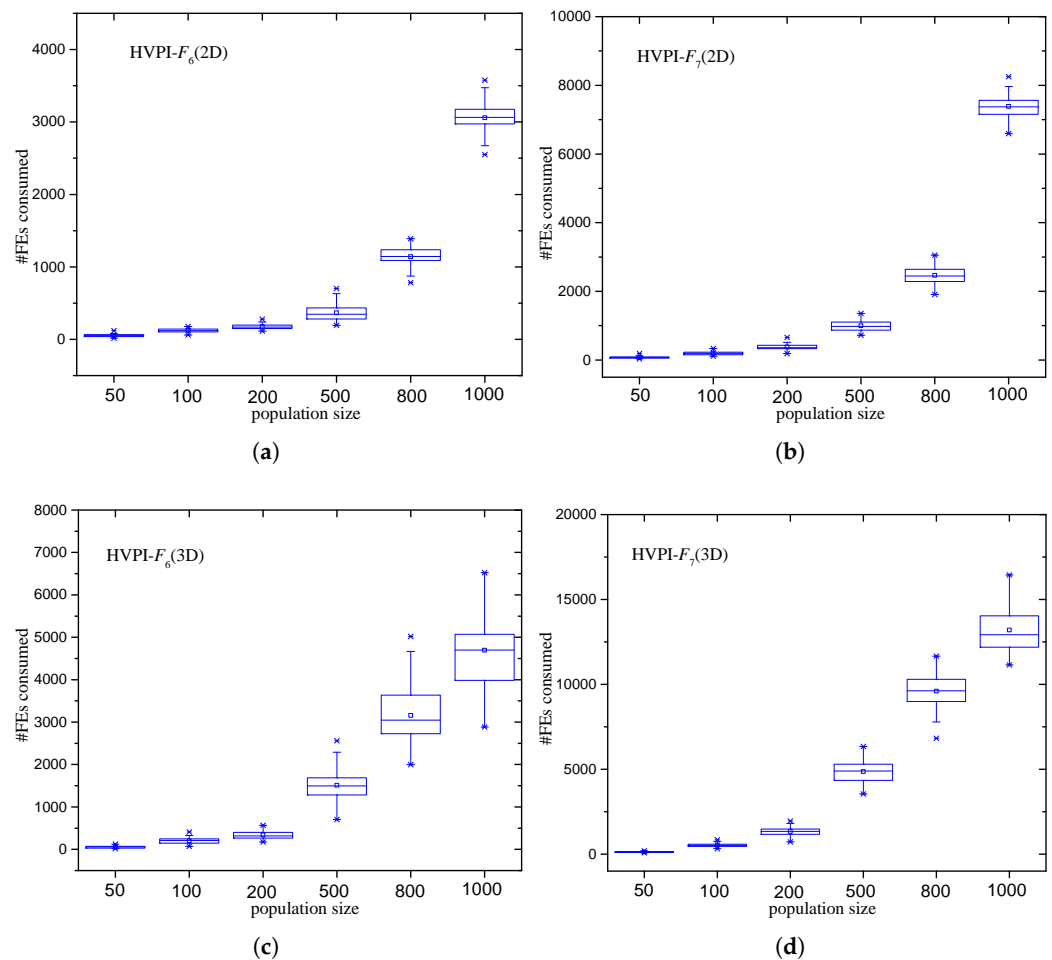 HVPI-F6(2D)
#FEs consumed
4000
3000
2000
1000
0
50 100 200 500 800 1000
population size
(a)
HVPI-F7(2D)
#FEs consumed
10000
8000
6000
4000
2000
0
50 100 200 500 800 1000
population size
(b)
HVPI-F6(3D)
#FEs consumed
8000
7000
6000
5000
4000
3000
2000
1000
0
50 100 200 500 800 1000
population size
(c)
HVPI-F7(3D)
#FEs consumed
20000
15000
10000
5000
0
50 100 200 500 800 1000
population size
(d)